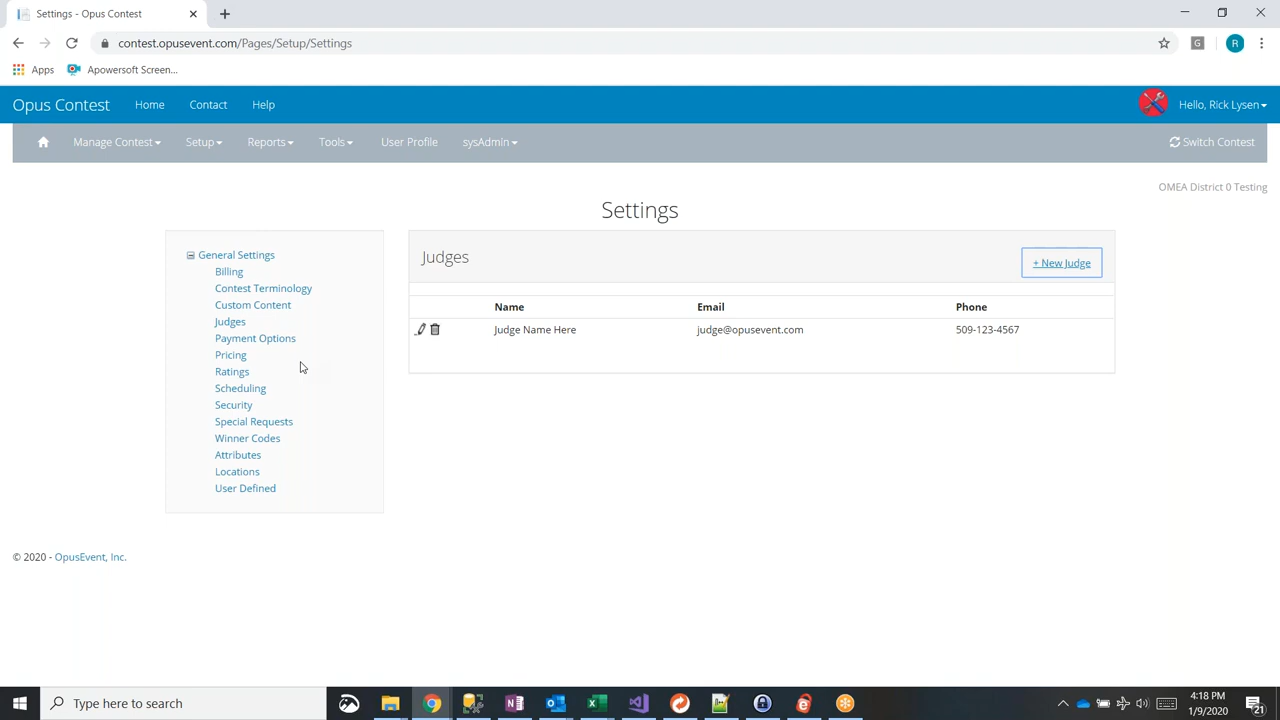 Settings - Opus Contest
contest.opusevent.com/Pages/Setup/Settings
G
R
Apps
Apowersoft Screen...
Opus Contest
Home
Contact
Help
Hello, Rick Lysen
Manage Contest
Setup
Reports
Tools
User Profile
sysAdmin
Switch Contest
OMEA District 0 Testing
Settings
General Settings
Billing
Contest Terminology
Custom Content
Judges
Payment Options
Pricing
Ratings
Scheduling
Security
Special Requests
Winner Codes
Attributes
Locations
User Defined
Judges
+ New Judge
Name Email Phone
Judge Name Here judge@opusevent.com 509-123-4567
© 2020 - OpusEvent, Inc.
Type here to search
4:18 PM
1/9/2020
21